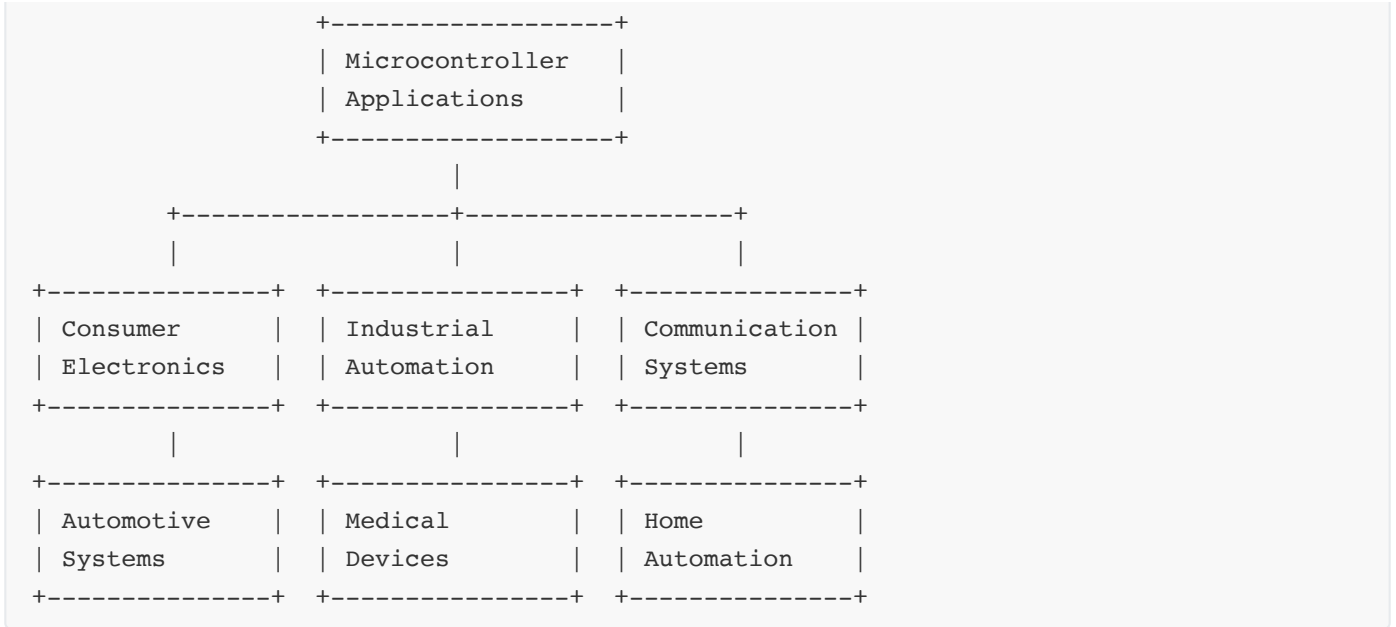 Microcontroller
Applications
Consumer
Electronics
Industrial
Automation
Communication
Systems
Automotive
Systems
Medical
Devices
Home
Automation